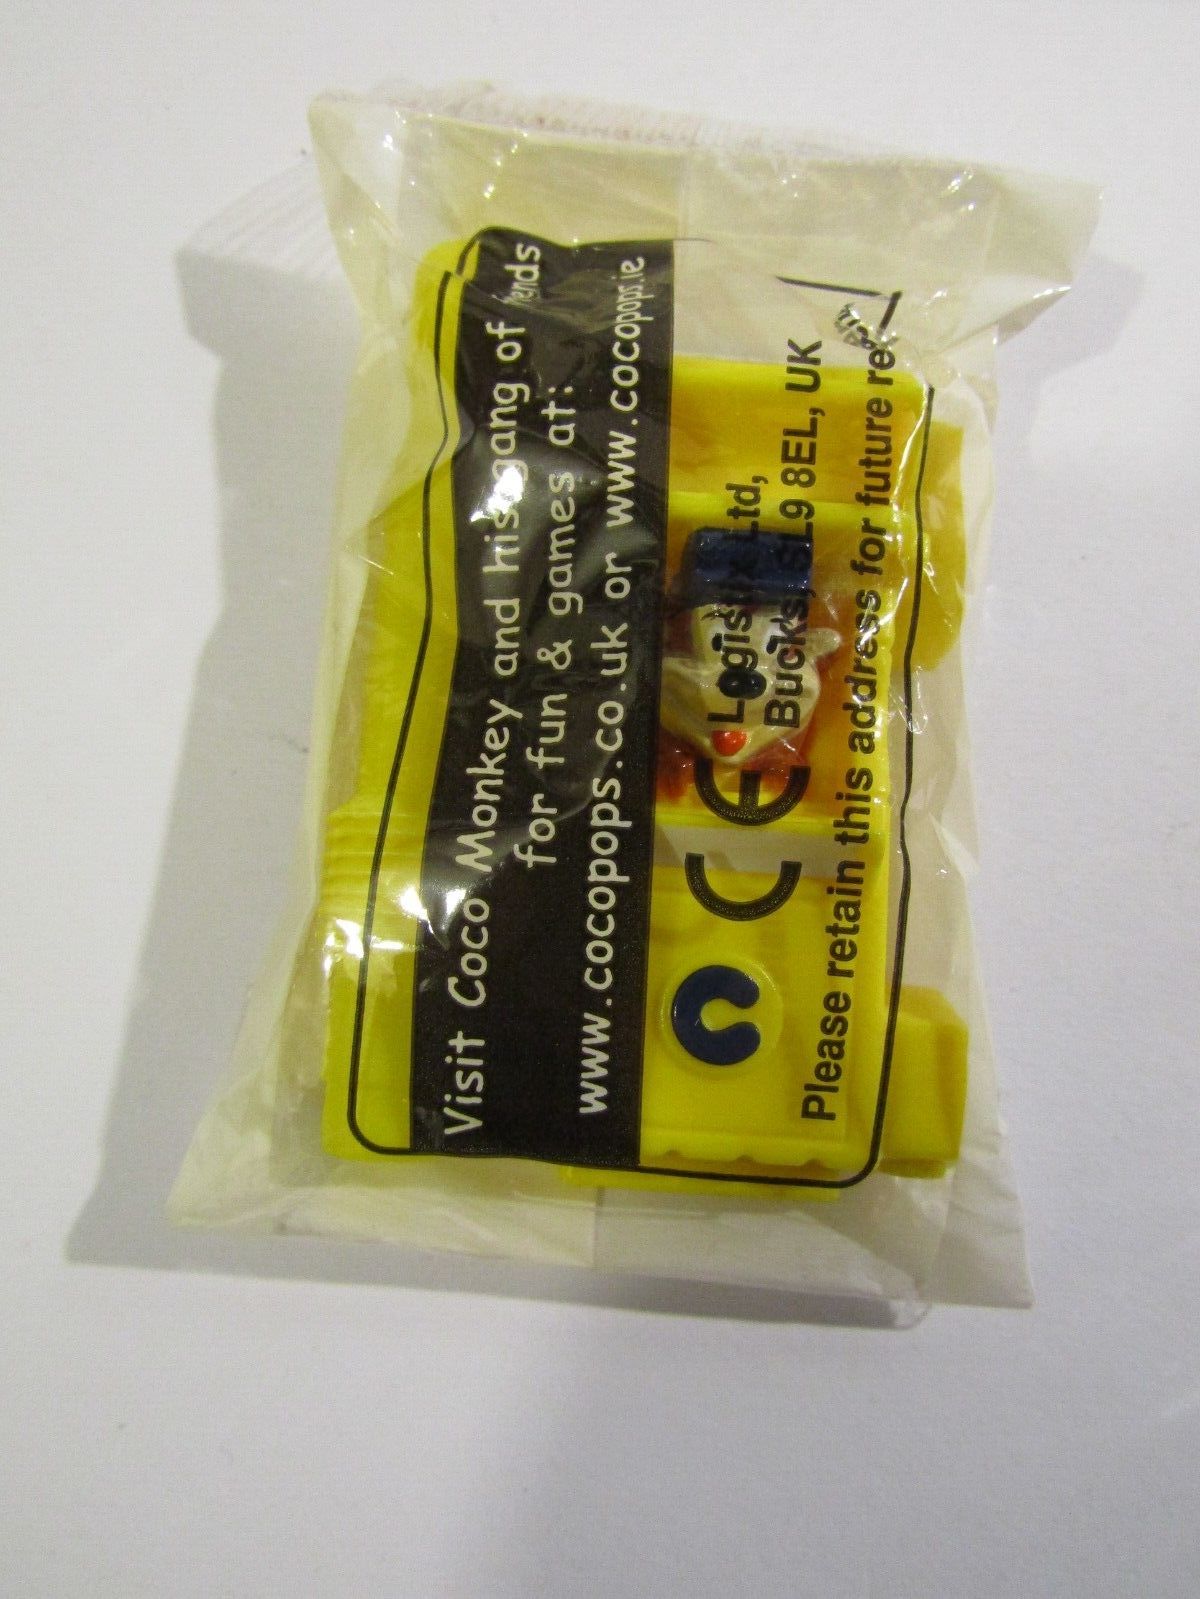 Visit Coco Monkey and his gang of
for fun & games at:
www.cocopops.co.uk or www.cocopops.ie
CE
Ltd,
Bucks, SL9 8EL, UK
Please retain this address for future